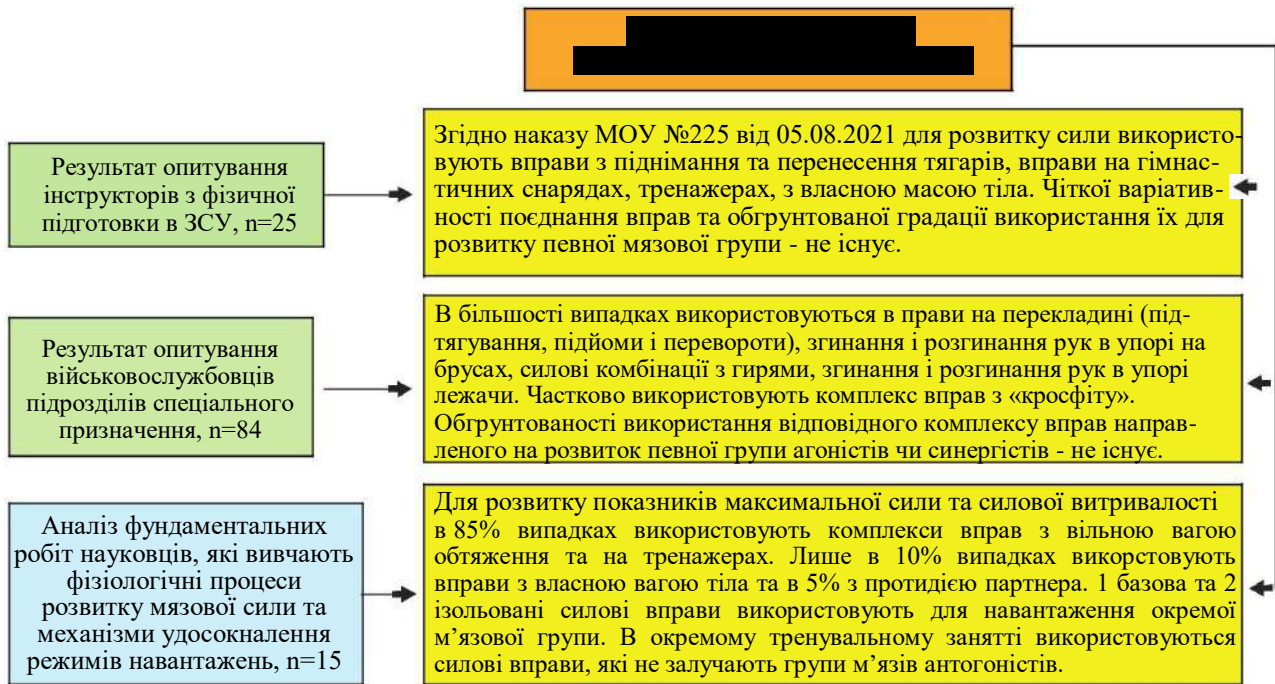 Результат опитування
інструкторів з фізичної
підготовки в ЗСУ, n=25
Згідно наказу МОУ №225 від 05.08.2021 для розвитку сили використо-
вують вправи з піднімання та перенесення тягарів, вправи на гімнас-
тичних снарядах, тренажерах, з власною масою тіла. Чіткої варіатив-
ності поєднання вправ та обгрунтованої градації використання їх для
розвитку певної мязової групи - не існує.
Результат опитування
військовослужбовців
підрозділів спеціального
призначення, n=84
В більшості випадках використовуються в прави на перекладині (під-
тягування, підйоми і перевороти), згинання і розгинання рук в упорі на
брусах, силові комбінації з гирями, згинання і розгинання рук в упорі
лежачи. Частково використовують комплекс вправ з «кросфіту».
Обгрунтованості використання відповідного комплексу вправ направ-
леного на розвиток певної групи агоністів чи синергістів - не існує.
Аналіз фундаментальних
робіт науковців, які вивчають
фізіологічні процеси
розвитку мязової сили та
механізми удосокналення
режимів навантажень, n=15
Для розвитку показників максимальної сили та силової витривалості
в 85% випадках використовують комплекси вправ з вільною вагою
обтяження та на тренажерах. Лише в 10% випадках викорстовують
вправи з власною вагою тіла та в 5% з протидією партнера. 1 базова та 2
ізольовані силові вправи використовують для навантаження окремої
м’язової групи. В окремому тренувальному занятті використовуються
силові вправи, які не залучають групи м’язів антогоністів.